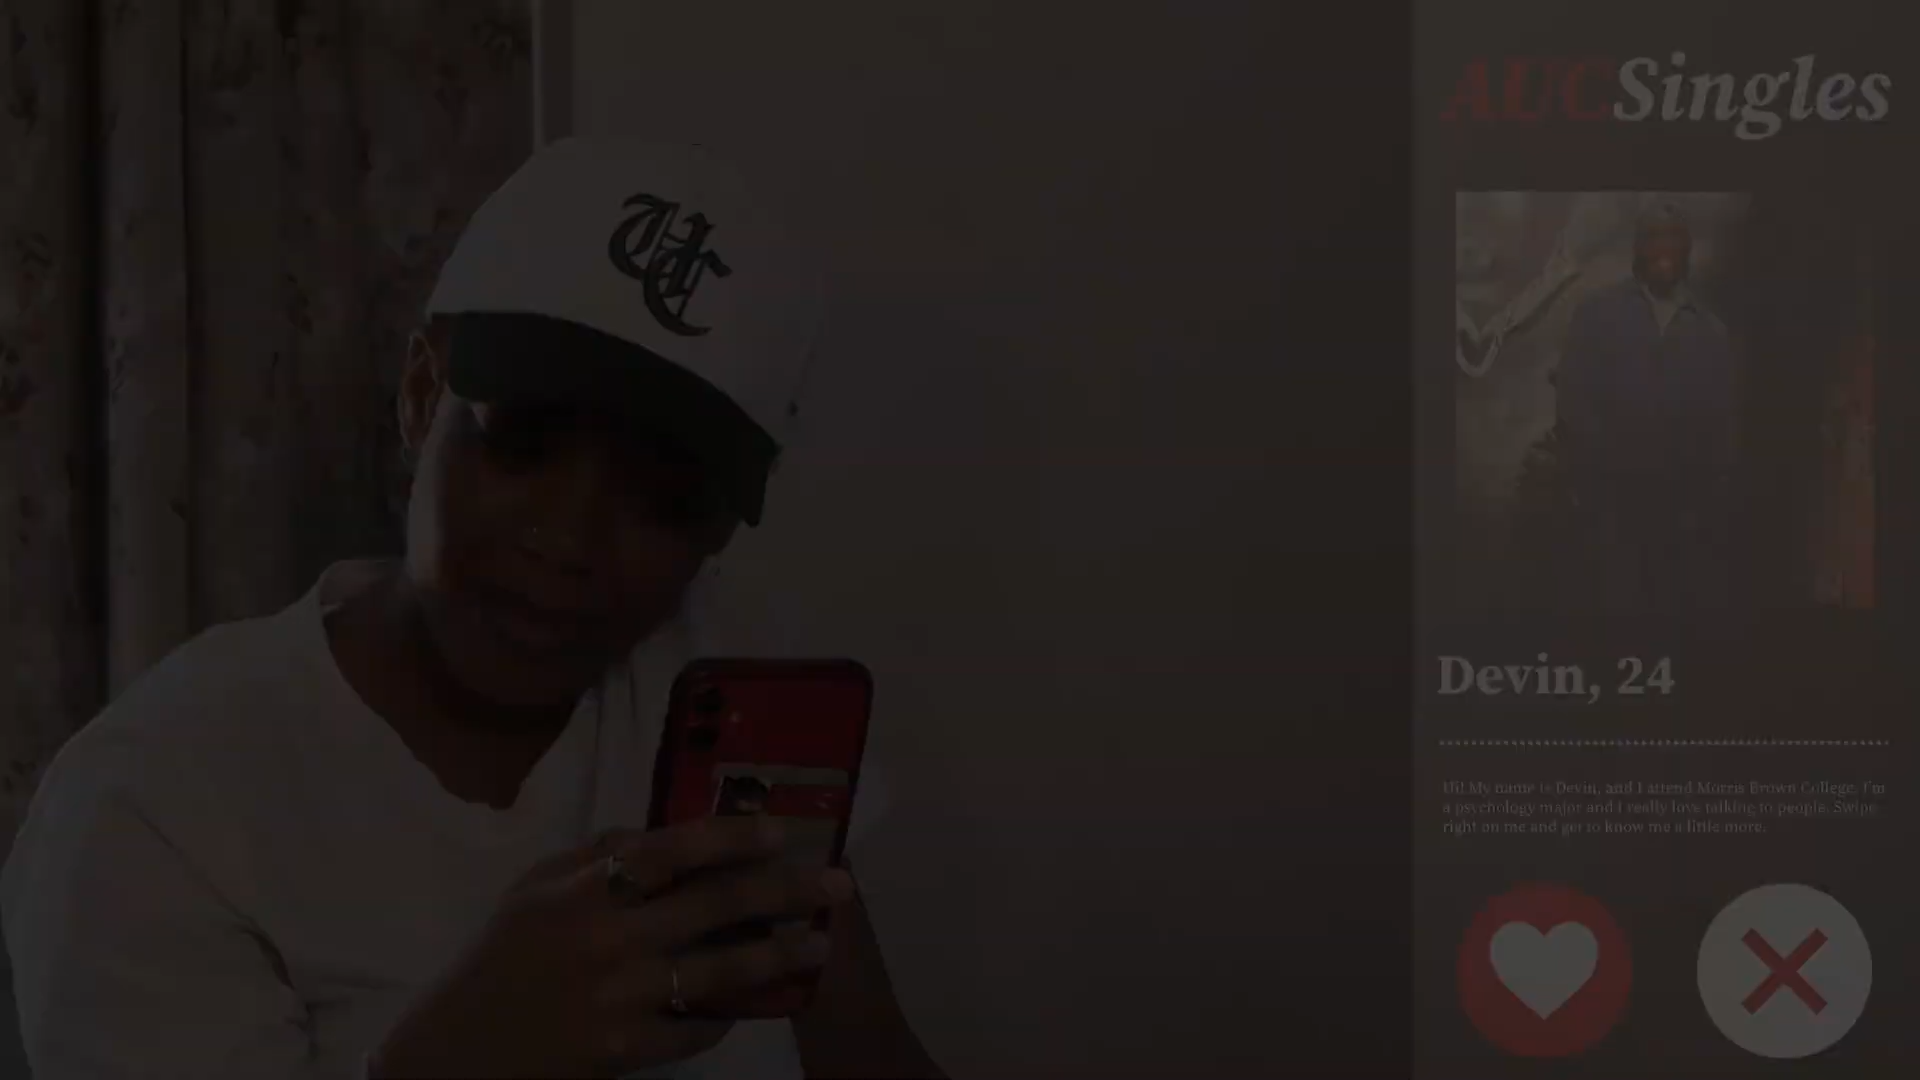 AUCSingles
Devin, 24
Hi! My name is Devin, and I attend Morris Brown College. I'm
a psychology major and I really love talking to people. Swipe
right on me and get to know me a little more.